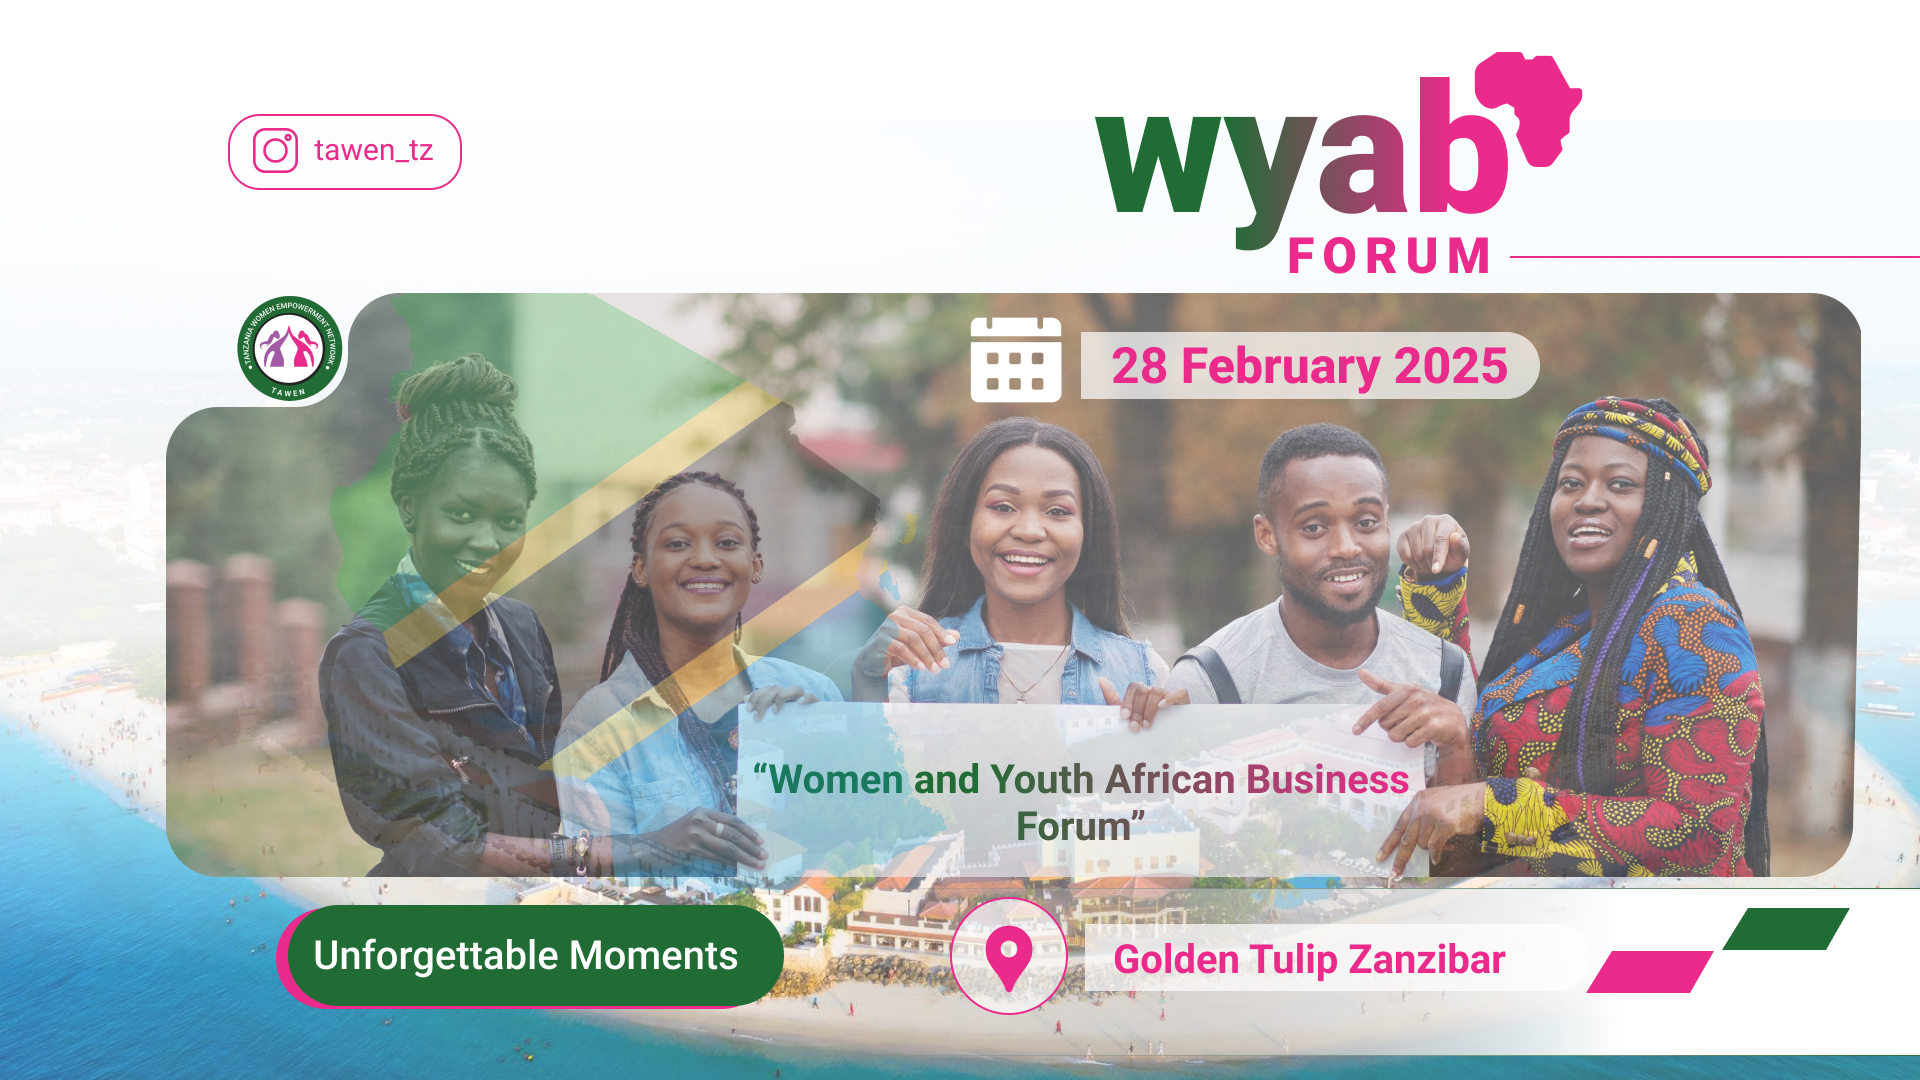 tawen_tz
wyab
FORUM
TANZANIA WOMEN EMPOWERMENT NETWORK
TAWEN
28 February 2025
“Women and Youth African Business
Forum”
Unforgettable Moments
Golden Tulip Zanzibar